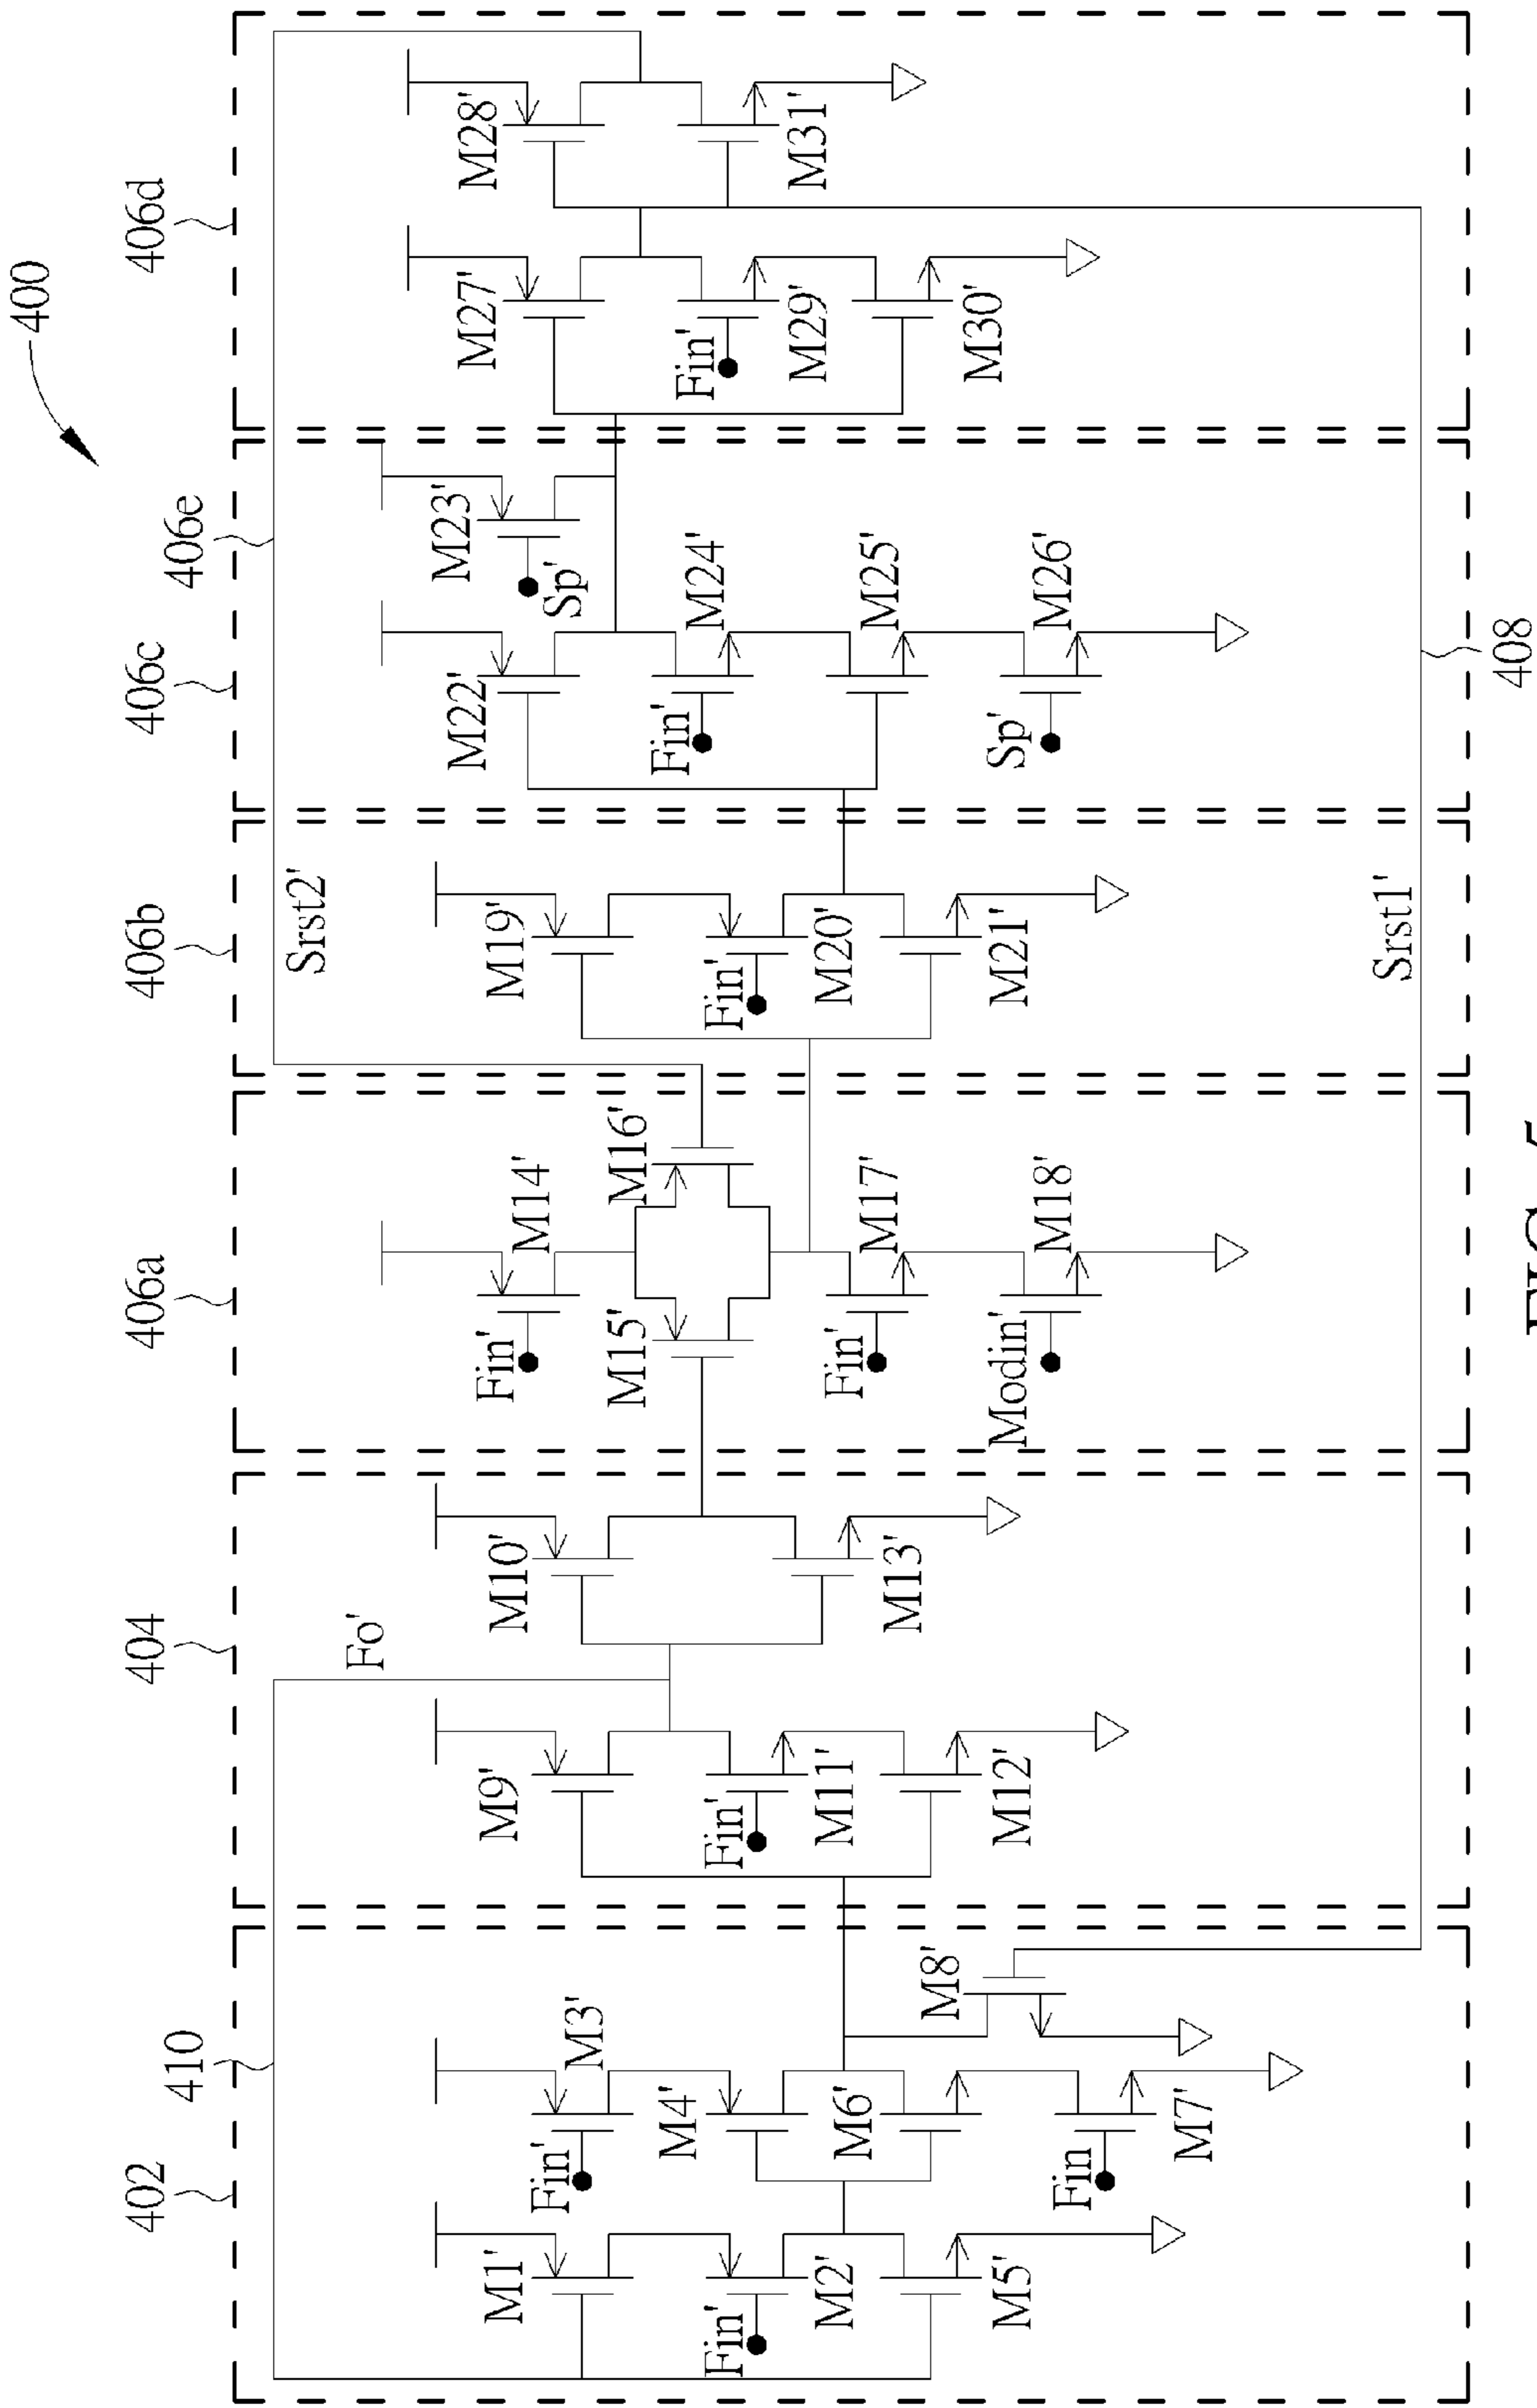 400
402
410
404
406a
406b
406c
406e
406d
Fo'
Srst2'
M1'
Fin'
M2'
M5'
Fin'
M3'
M4'
M6'
Fin
M7'
M8'
M9'
Fin'
M11'
M12'
M10'
M13'
Fin'
M14'
M15'
M16'
Fin'
M17'
Modin'
M18'
M19'
Fin'
M20'
M21'
M22'
M23'
Sp'
Fin'
M24'
M25'
Sp'
M26'
M27'
Fin'
M29'
M30'
M28'
M31'
Srst1'
408